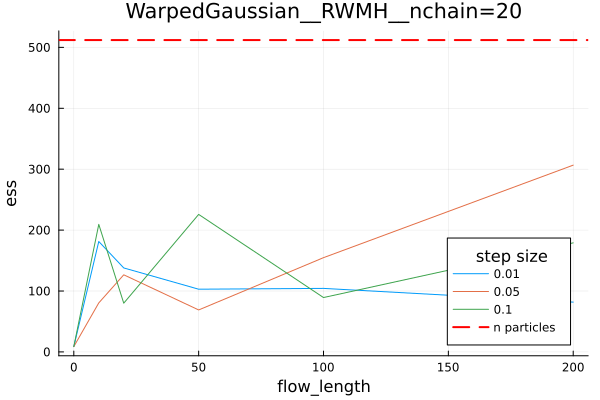 WarpedGaussian__RWMH__nchain=20
500
400
300
200
100
0
ess
step size
0.01
0.05
0.1
n particles
0 50 100 150 200
flow_length